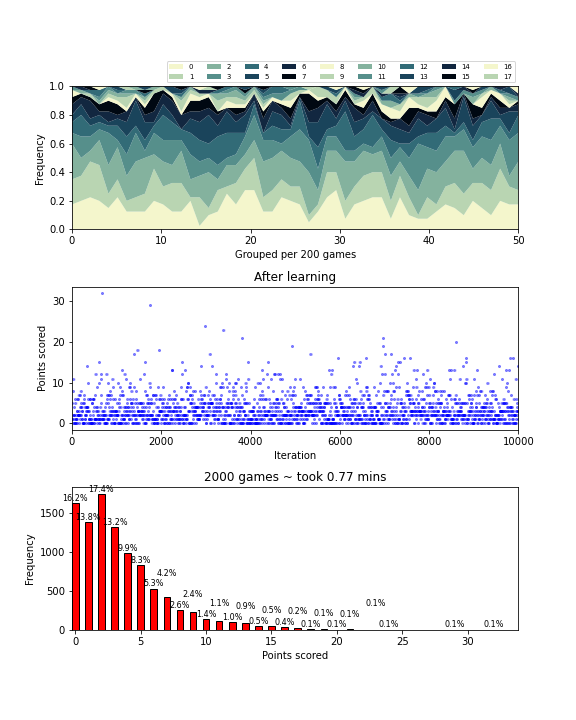 0 2 4 6 8 10 12 14 16
1 3 5 7 9 11 13 15 17
1.0
0.8
0.6
0.4
0.2
0.0
Frequency
0 10 20 30 40 50
Grouped per 200 games
After learning
30
20
10
0
Points scored
0 2000 4000 6000 8000 10000
Iteration
2000 games ~ took 0.77 mins
1500
1000
500
0
Frequency
16.2% 13.8% 17.4% 13.2% 9.9% 8.3% 5.3% 4.2% 2.6% 2.4% 1.4% 1.1% 1.0% 0.9% 0.5% 0.5% 0.4% 0.2% 0.1% 0.1% 0.1% 0.1% 0.1% 0.1% 0.1% 0.1%
0 5 10 15 20 25 30
Points scored